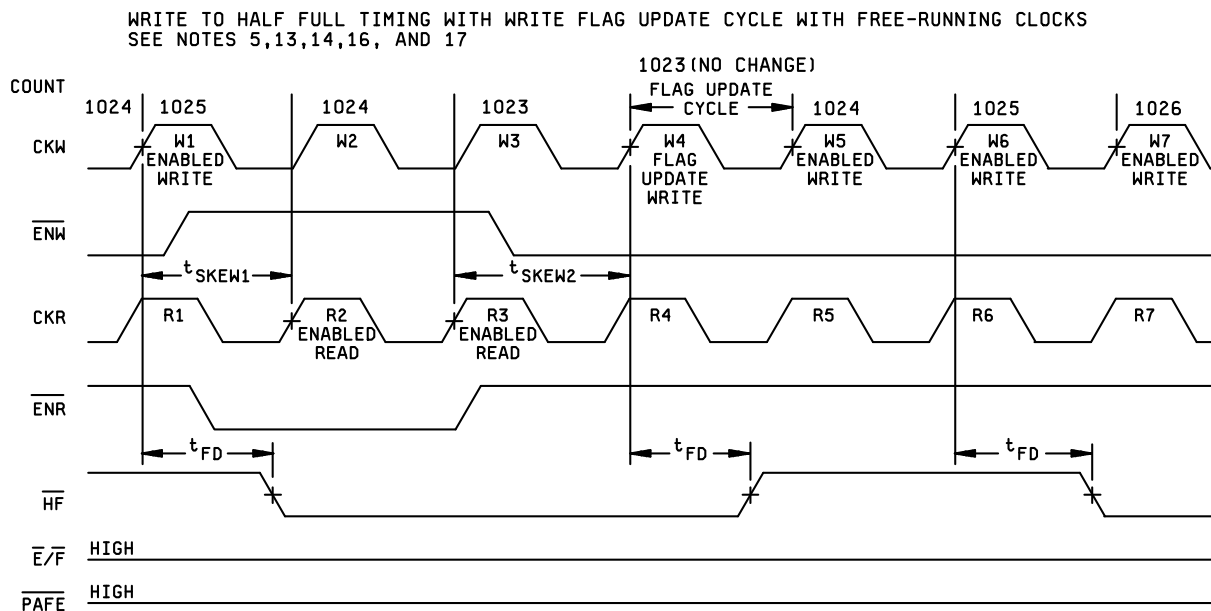 WRITE TO HALF FULL TIMING WITH WRITE FLAG UPDATE CYCLE WITH FREE-RUNNING CLOCKS
SEE NOTES 5,13,14,16, AND 17
1023(NO CHANGE)
COUNT
FLAG UPDATE
CYCLE
1024 1025 1024 1023 1024 1025 1026
CKW
W1 ENABLED WRITE
W2
W3
W4 FLAG UPDATE WRITE
W5 ENABLED WRITE
W6 ENABLED WRITE
W7 ENABLED WRITE
ENW
tSKEW1 tSKEW2
CKR
R1
R2 ENABLED READ
R3 ENABLED READ
R4
R5
R6
R7
ENR
tFD tFD tFD
HF
E/F HIGH
PAFE HIGH